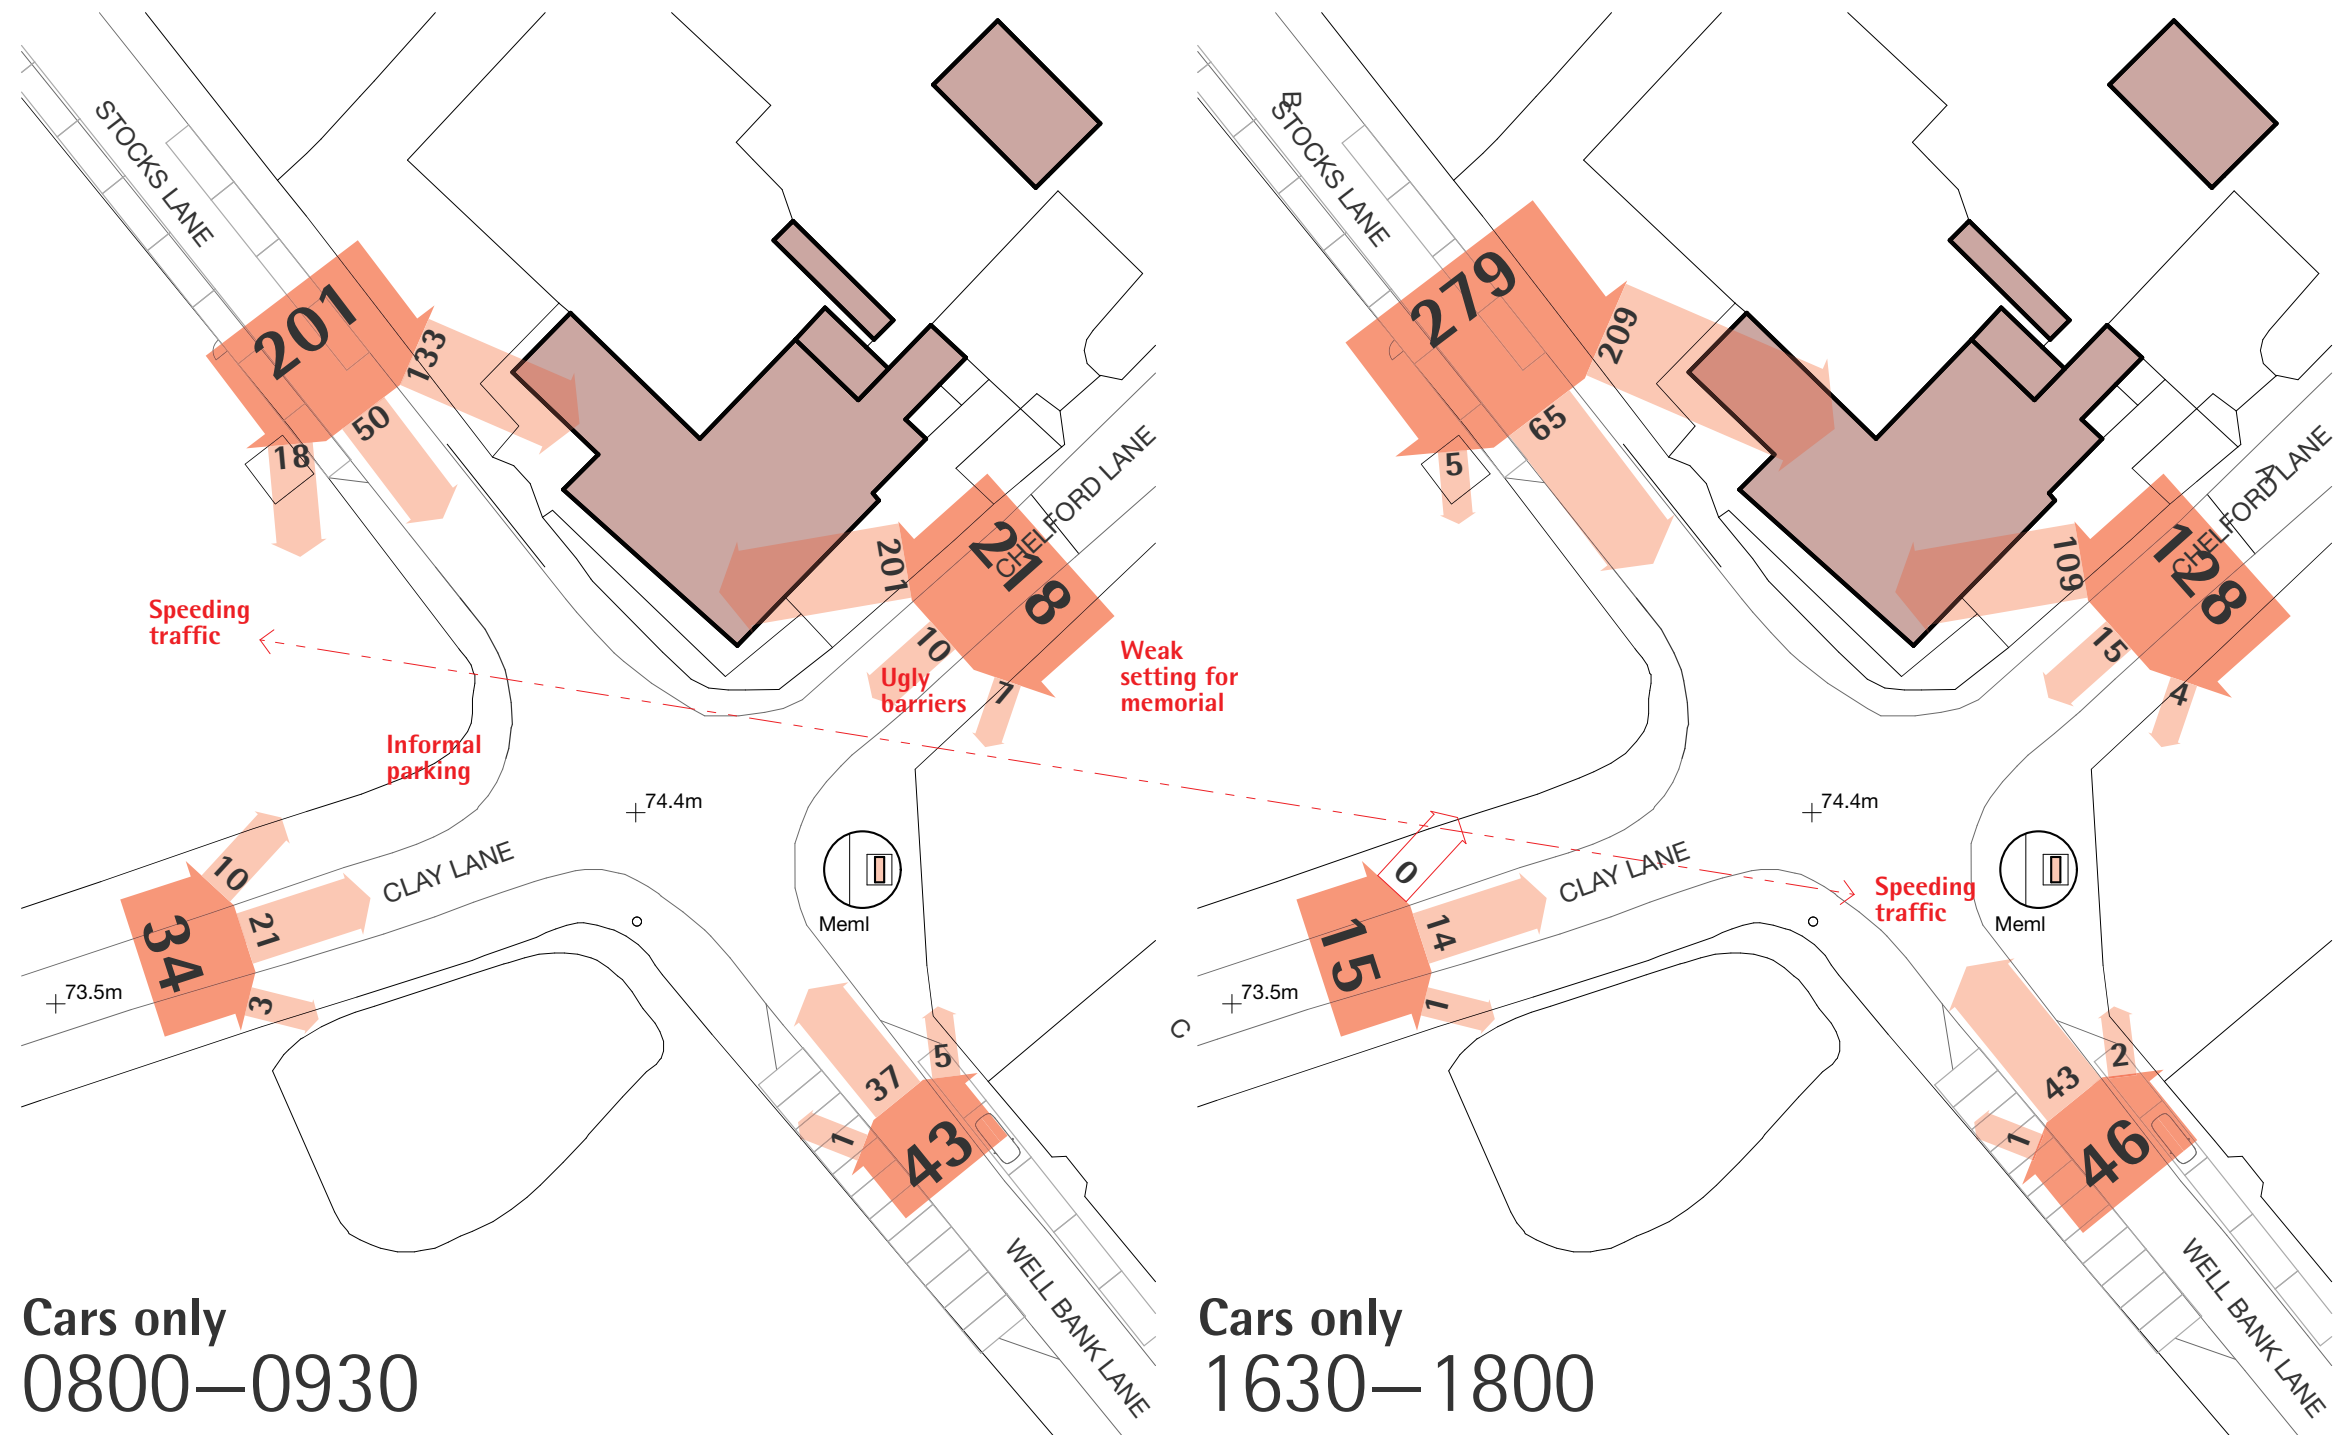 STOCKS LANE
201
133
50
18
CHELFORD LANE
218
201
10
7
Speeding
traffic
Ugly
barriers
Weak
setting for
memorial
Informal
parking
74.4m
10
34
21
3
CLAY LANE
73.5m
Meml
37
5
1
43
WELL BANK LANE
Cars only
0800—0930
B
STOCKS LANE
279
209
65
5
A
CHELFORD LANE
128
109
15
4
74.4m
0
15
14
1
CLAY LANE
Speeding
traffic
73.5m
C
Meml
43
2
1
46
WELL BANK LANE
Cars only
1630—1800